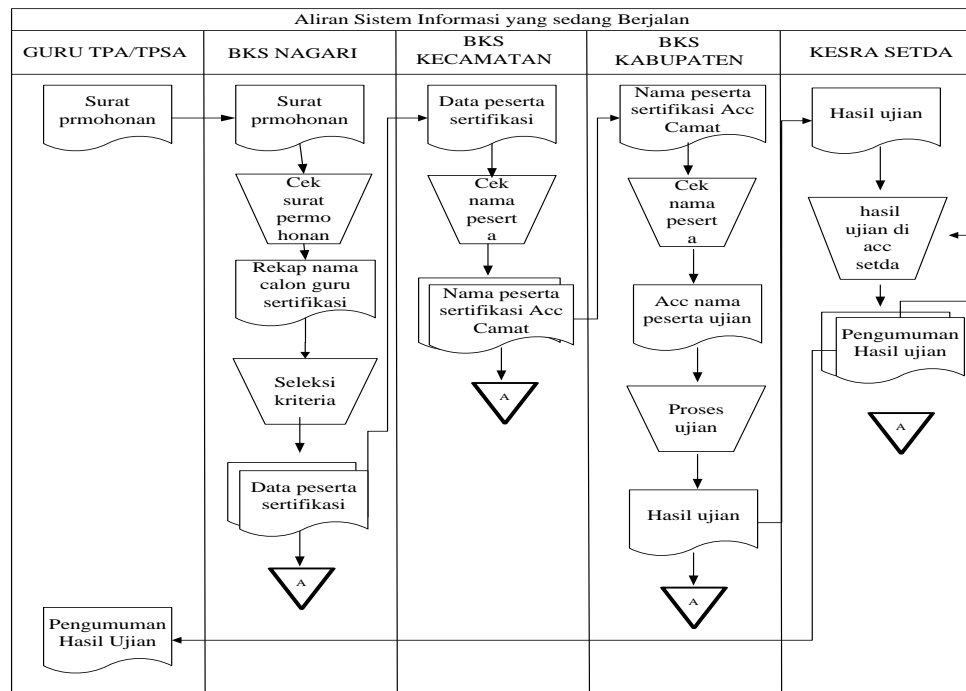 Aliran Sistem Informasi yang sedang Berjalan
GURU TPA/TPSA
BKS NAGARI
BKS
KECAMATAN
BKS
KABUPATEN
KESRA SETDA
Surat
prmohonan
Surat
prmohonan
Cek
surat
permo
honan
Rekap nama
calon guru
sertifikasi
Seleksi
kriteria
Data peserta
sertifikasi
A
Data peserta
sertifikasi
Cek
nama
pesert
a
Nama peserta
sertifikasi Acc
Camat
A
Nama peserta
sertifikasi Acc
Camat
Cek
nama
pesert
a
Acc nama
peserta ujian
Proses
ujian
Hasil ujian
A
Hasil ujian
hasil
ujian di
acc
setda
Pengumuman
Hasil ujian
A
Pengumuman
Hasil Ujian